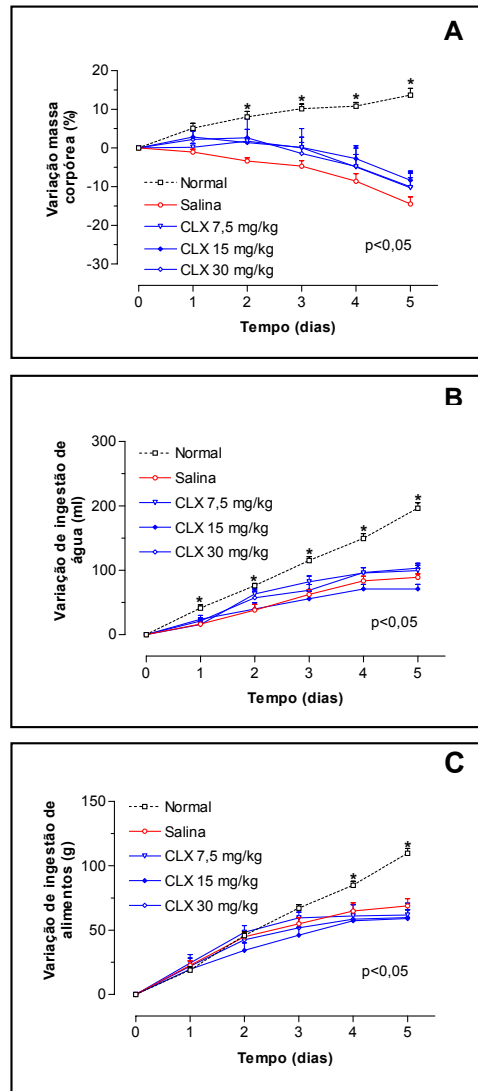 A
Variação massa
corpórea (%)
20
10
0
-10
-20
-30
*
*
*
*
Normal
Salina
CLX 7,5 mg/kg
CLX 15 mg/kg
CLX 30 mg/kg
p<0,05
0 1 2 3 4 5
Tempo (dias)
B
Variação de ingestão de
água (ml)
300
200
100
0
Normal
Salina
CLX 7,5 mg/kg
CLX 15 mg/kg
CLX 30 mg/kg
*
*
*
*
*
p<0,05
0 1 2 3 4 5
Tempo (dias)
C
Variação de ingestão de
alimentos (g)
150
100
50
0
Normal
Salina
CLX 7,5 mg/kg
CLX 15 mg/kg
CLX 30 mg/kg
*
*
p<0,05
0 1 2 3 4 5
Tempo (dias)